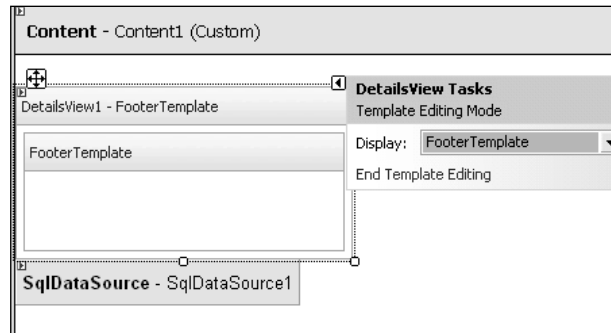 Content - Content1 (Custom)
DetailsView1 - FooterTemplate
FooterTemplate
DetailsView Tasks
Template Editing Mode
Display: FooterTemplate
End Template Editing
SqlDataSource - SqlDataSource1